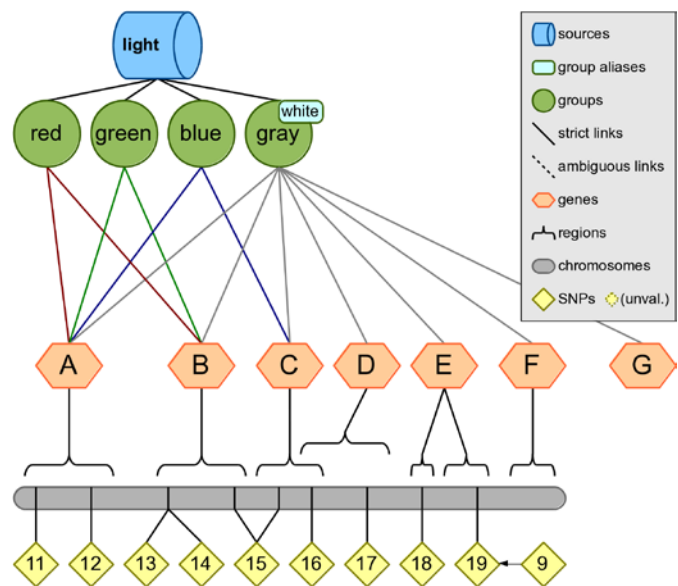 light
red green blue gray white
A B C D E F G
11 12 13 14 15 16 17 18 19 9
sources
group aliases
groups
strict links
ambiguous links
genes
regions
chromosomes
SNPs (unval.)